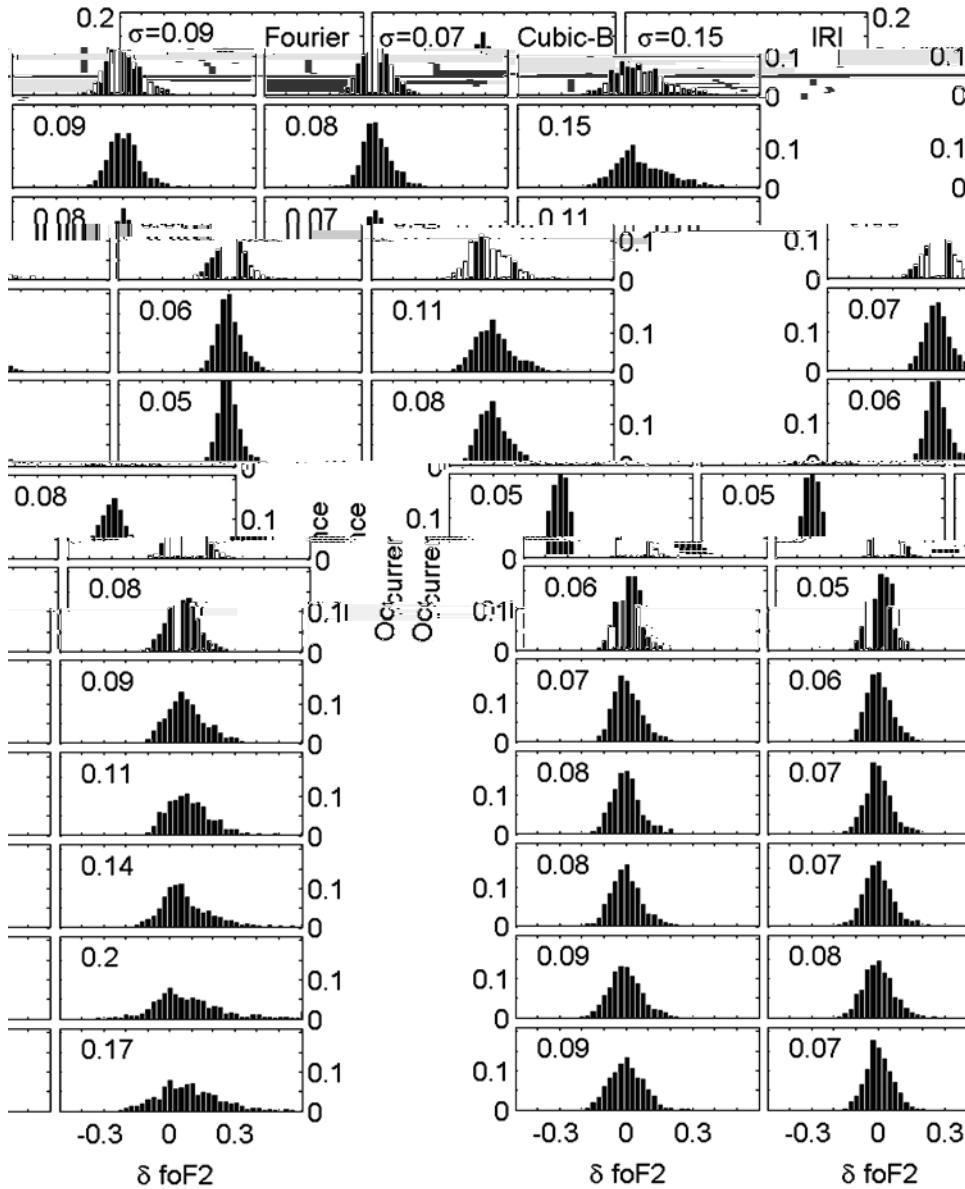 0.2 σ=0.09 Fourier σ=0.07 Cubic-B σ=0.15 IRI 0.2
0.1 0.1
0 0
0.09 0.08 0.15 0.1 0.1
0 0
0.08 0.07 0.11
0.1 0.1
0 0
0.06 0.11 0.1 0.07
0
0.05 0.08 0.1 0.06
0 0
0.08 0.1 0.05 0.1 0.05
0 0
0.08 0.1 0.06 0.05
0 0
0.09 0.1 0.07 0.1 0.06
0 0
0.11 0.1 0.08 0.1 0.07
0 0
0.14 0.1 0.08 0.1 0.07
0 0
0.2 0.1 0.09 0.1 0.08
0 0
0.17 0.1 0.09 0.1 0.07
0 0
-0.3 0 0.3 -0.3 0 0.3 -0.3 0 0.3
δ foF2 δ foF2 δ foF2